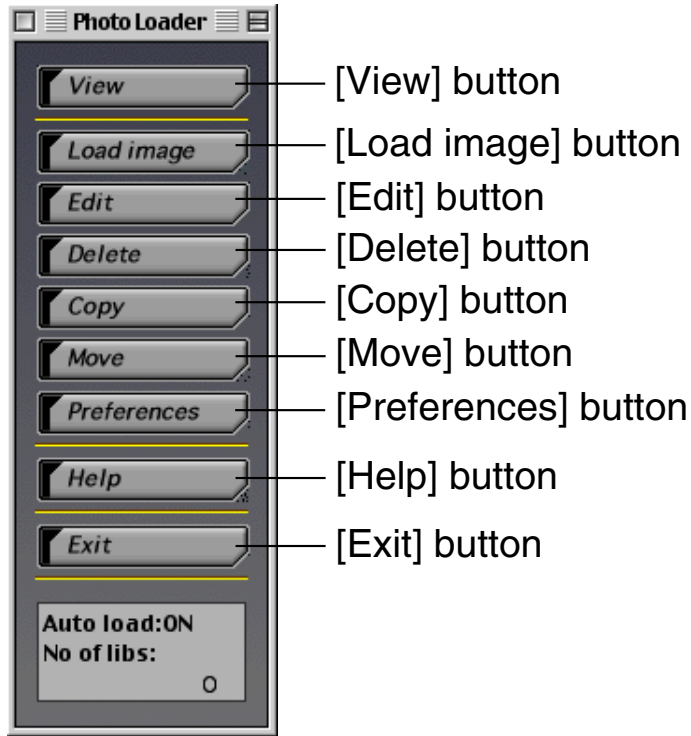 Photo Loader
View [View] button
Load image [Load image] button
Edit [Edit] button
Delete [Delete] button
Copy [Copy] button
Move [Move] button
Preferences [Preferences] button
Help [Help] button
Exit [Exit] button
Auto load:ON
No of libs:
0